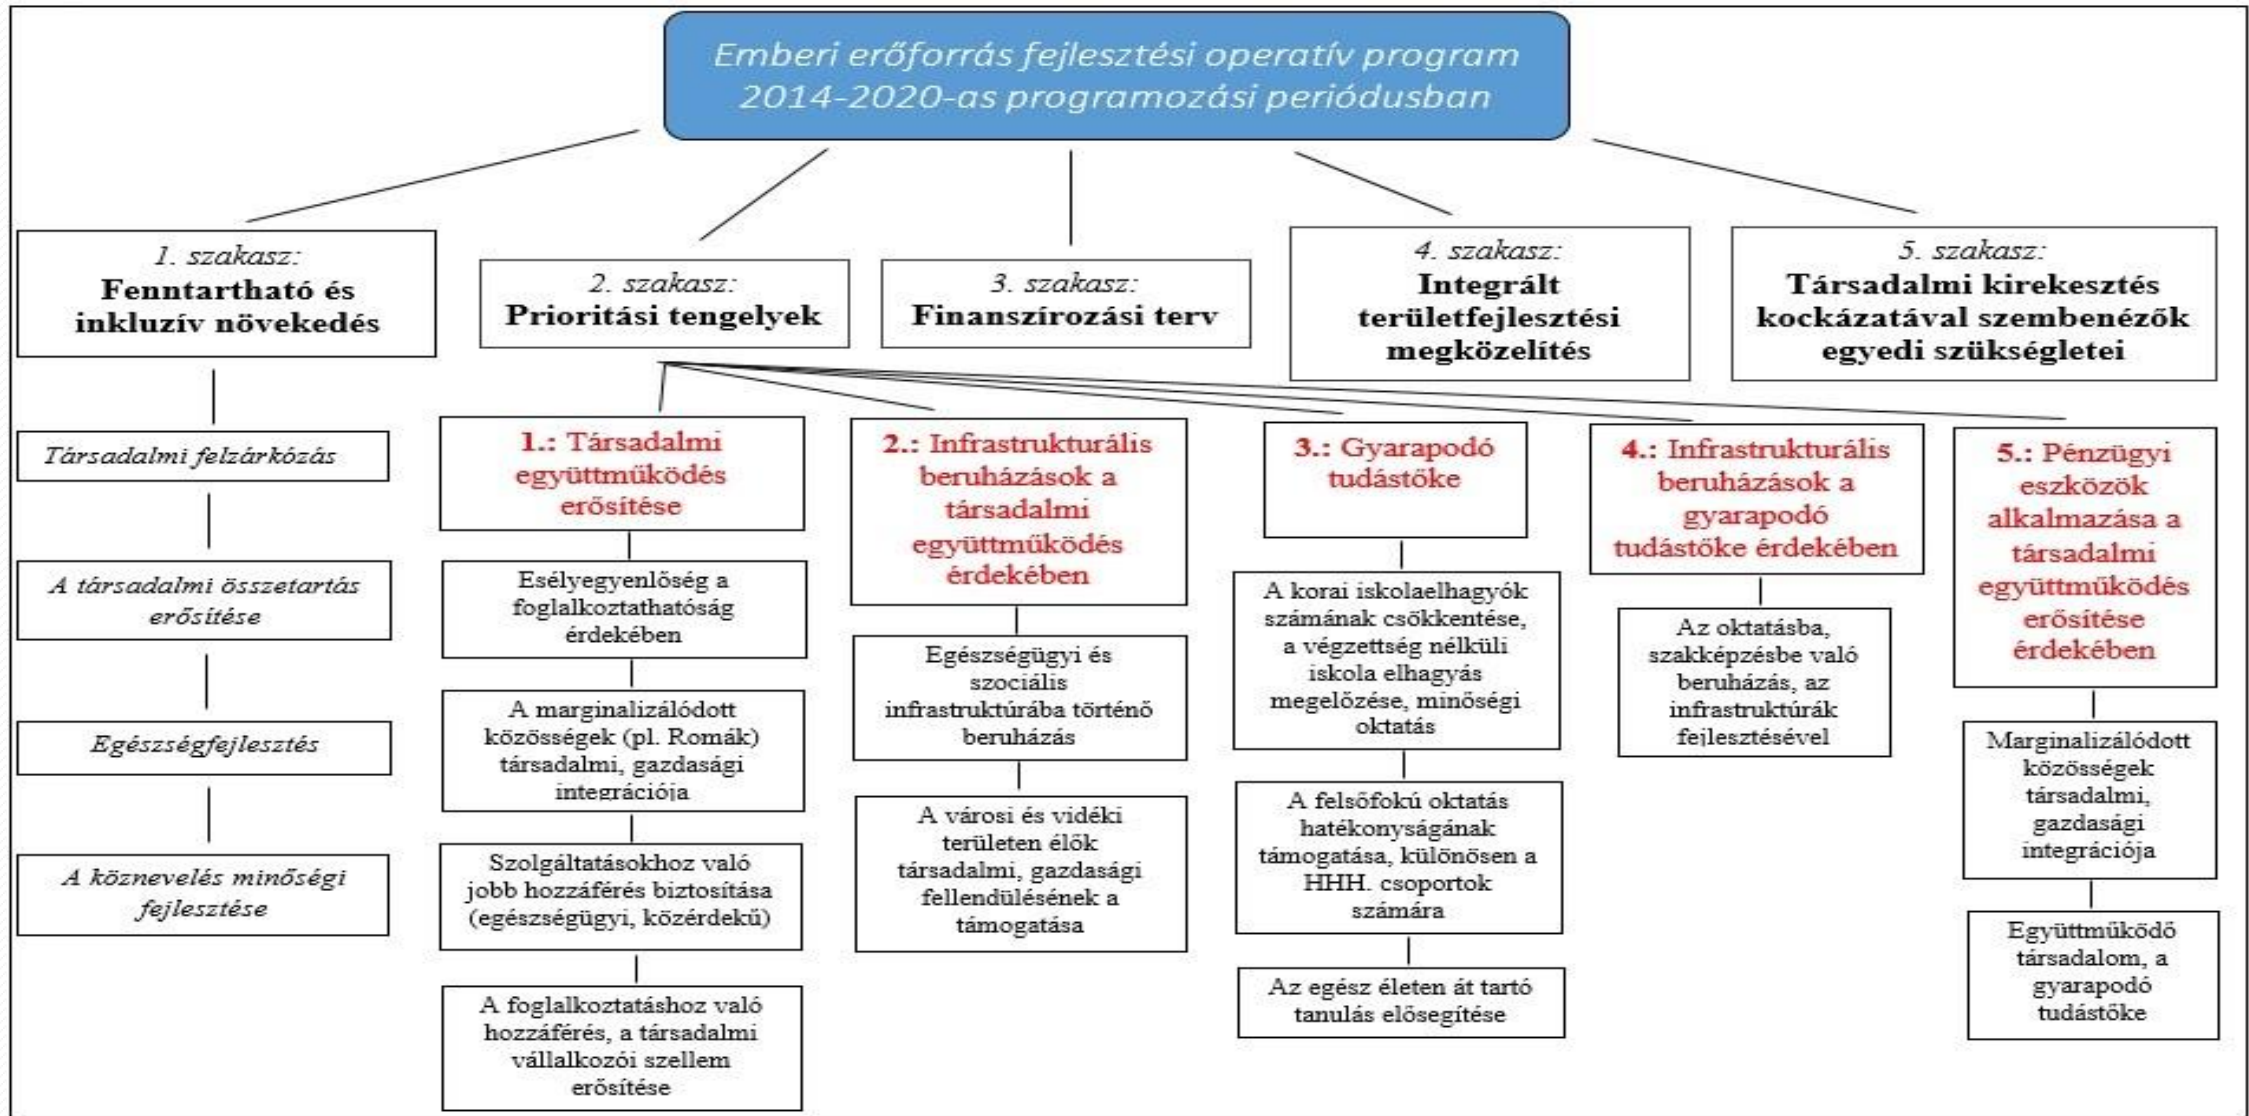 Emberi erőforrás fejlesztési operatív program
2014-2020-as programozási periódusban
1. szakasz:
Fenntartható és
inkluzív növekedés
2. szakasz:
Prioritási tengelyek
3. szakasz:
Finanszírozási terv
4. szakasz:
Integrált
területfejlesztési
megközelítés
5. szakasz:
Társadalmi kirekesztés
kockázatával szembenézők
egyedi szükségletei
Társadalmi felzárkózás
A társadalmi összetartás
erősítése
Egészségfejlesztés
A köznevelés minőségi
fejlesztése
1.: Társadalmi
együttműködés
erősítése
Esélyegyenlőség a
foglalkoztathatóság
érdekében
A marginalizálódott
közösségek (pl. Romák)
társadalmi, gazdasági
integrációja
Szolgáltatásokhoz való
jobb hozzáférés biztosítása
(egészségügyi, közérdekű)
A foglalkoztatáshoz való
hozzáférés, a társadalmi
vállalkozói szellem
erősítése
2.: Infrastrukturális
beruházások a
társadalmi
együttműködés
érdekében
Egészségügyi és
szociális
infrastruktúrába történő
beruházás
A városi és vidéki
területen élők
társadalmi, gazdasági
fellendülésének a
támogatása
3.: Gyarapodó
tudástőke
A korai iskolaelhagyók
számának csökkentése,
a végzettség nélküli
iskola elhagyás
megelőzése, minőségi
oktatás
A felsőfokú oktatás
hatékonyságának
támogatása, különösen a
HHH. csoportok
számára
Az egész életen át tartó
tanulás elősegítése
4.: Infrastrukturális
beruházások a
gyarapodó
tudástőke érdekében
Az oktatásba,
szakképzésbe való
beruházás, az
infrastruktúrák
fejlesztésével
5.: Pénzügyi
eszközök
alkalmazása a
társadalmi
együttműködés
erősítése
érdekében
Marginalizálódott
közösségek
társadalmi,
gazdasági
integrációja
Együttműködő
társadalom, a
gyarapodó
tudástőke